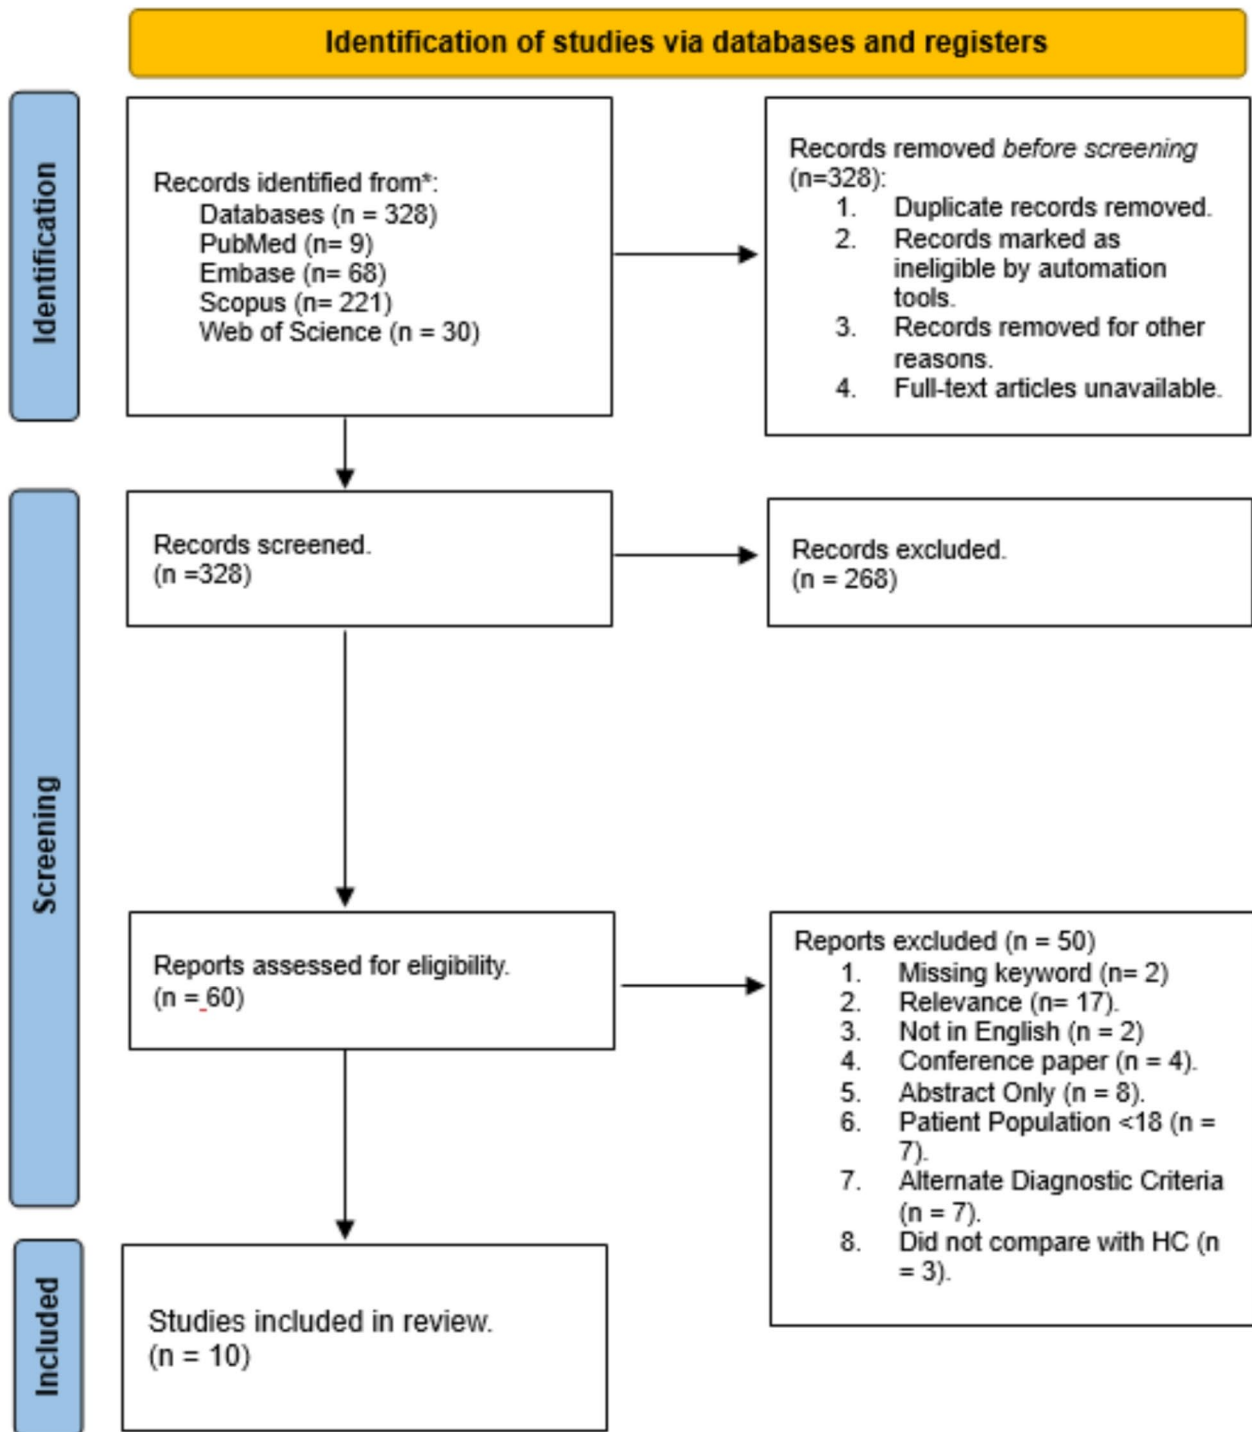 Identification of studies via databases and registers
Identification
Records identified from*:
Databases (n = 328)
PubMed (n= 9)
Embase (n= 68)
Scopus (n= 221)
Web of Science (n = 30)
Records removed before screening
(n=328):
1. Duplicate records removed.
2. Records marked as
ineligible by automation
tools.
3. Records removed for other
reasons.
4. Full-text articles unavailable.
Screening
Records screened.
(n =328)
Records excluded.
(n = 268)
Reports assessed for eligibility.
(n = 60)
Reports excluded (n = 50)
1. Missing keyword (n= 2)
2. Relevance (n= 17).
3. Not in English (n = 2)
4. Conference paper (n = 4).
5. Abstract Only (n = 8).
6. Patient Population <18 (n =
7).
7. Alternate Diagnostic Criteria
(n = 7).
8. Did not compare with HC (n
= 3).
Included
Studies included in review.
(n = 10)